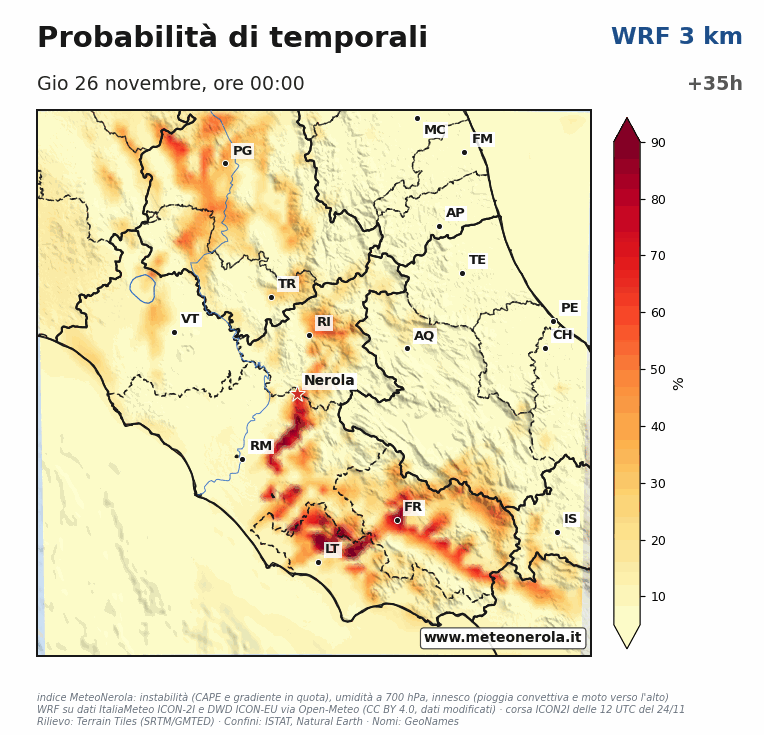 Probabilità di temporali
WRF 3 km
Gio 26 novembre, ore 00:00
+35h
MC
FM
PG
AP
TE
TR
PE
VT
RI
AQ
CH
Nerola
RM
FR
IS
LT
www.meteonerola.it
90
80
70
60
50
40
30
20
10
%
indice MeteoNerola: instabilità (CAPE e gradiente in quota), umidità a 700 hPa, innesco (pioggia convettiva e moto verso l'alto)
WRF su dati ItaliaMeteo ICON-2I e DWD ICON-EU via Open-Meteo (CC BY 4.0, dati modificati) · corsa ICON2I delle 12 UTC del 24/11
Rilievo: Terrain Tiles (SRTM/GMTED) · Confini: ISTAT, Natural Earth · Nomi: GeoNames